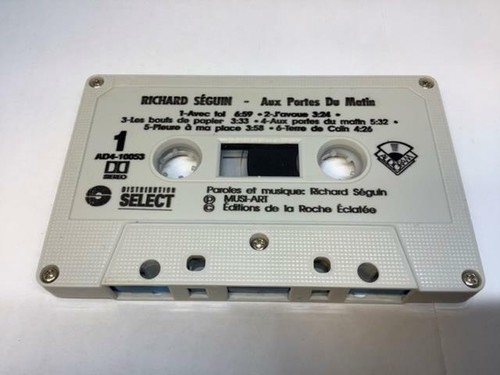 RICHARD SÉGUIN - Aux Portes Du Matin
1-Avec toi 6:59 • 2-J'avoue 3:24 •
3-Les bouts de papier 3:33 • 4-Aux portes du matin 5:32 •
5-Pleure à ma place 3:58 • 6-Terre de Caïn 4:26
1
AD4-10053
STEREO
DISTRIBUTION
SELECT
Paroles et musique: Richard Séguin
Ⓟ MUSI-ART
© Éditions de la Roche Éclatée